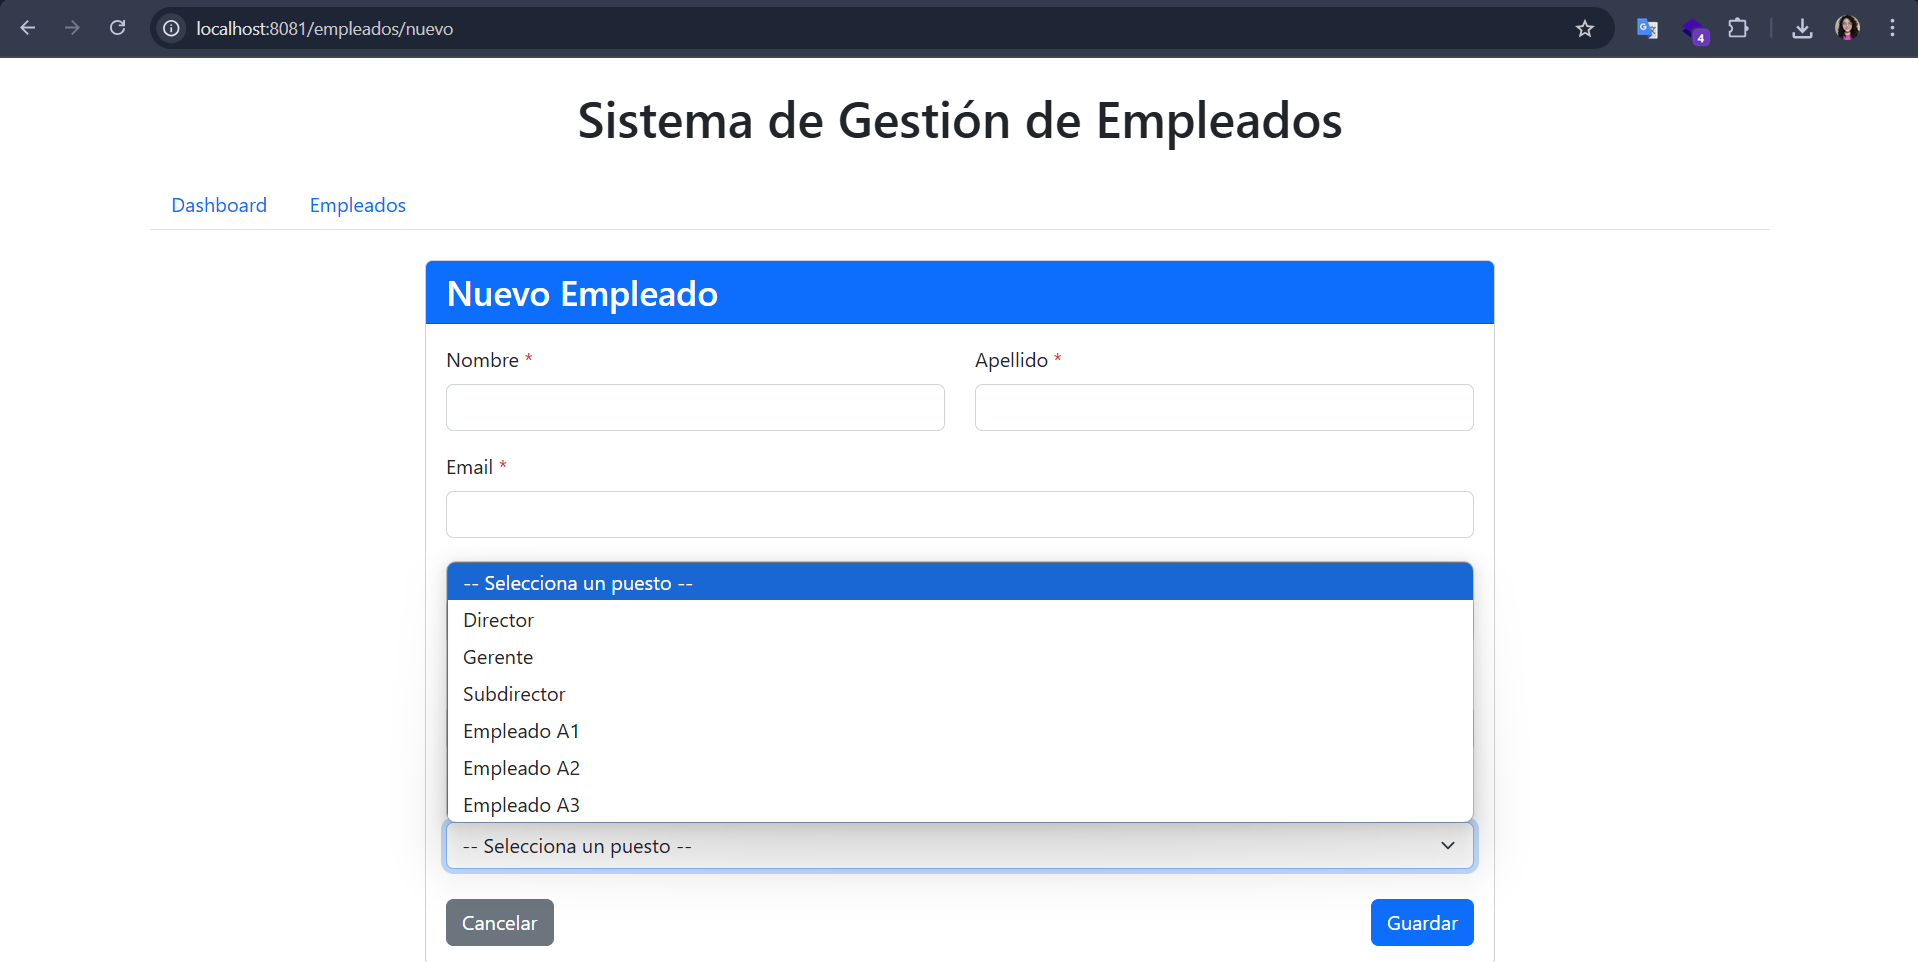 localhost:8081/empleados/nuevo
4
Sistema de Gestión de Empleados
Dashboard Empleados
Nuevo Empleado
Nombre * Apellido *
Email *
-- Selecciona un puesto --
Director
Gerente
Subdirector
Empleado A1
Empleado A2
Empleado A3
-- Selecciona un puesto --
Cancelar Guardar